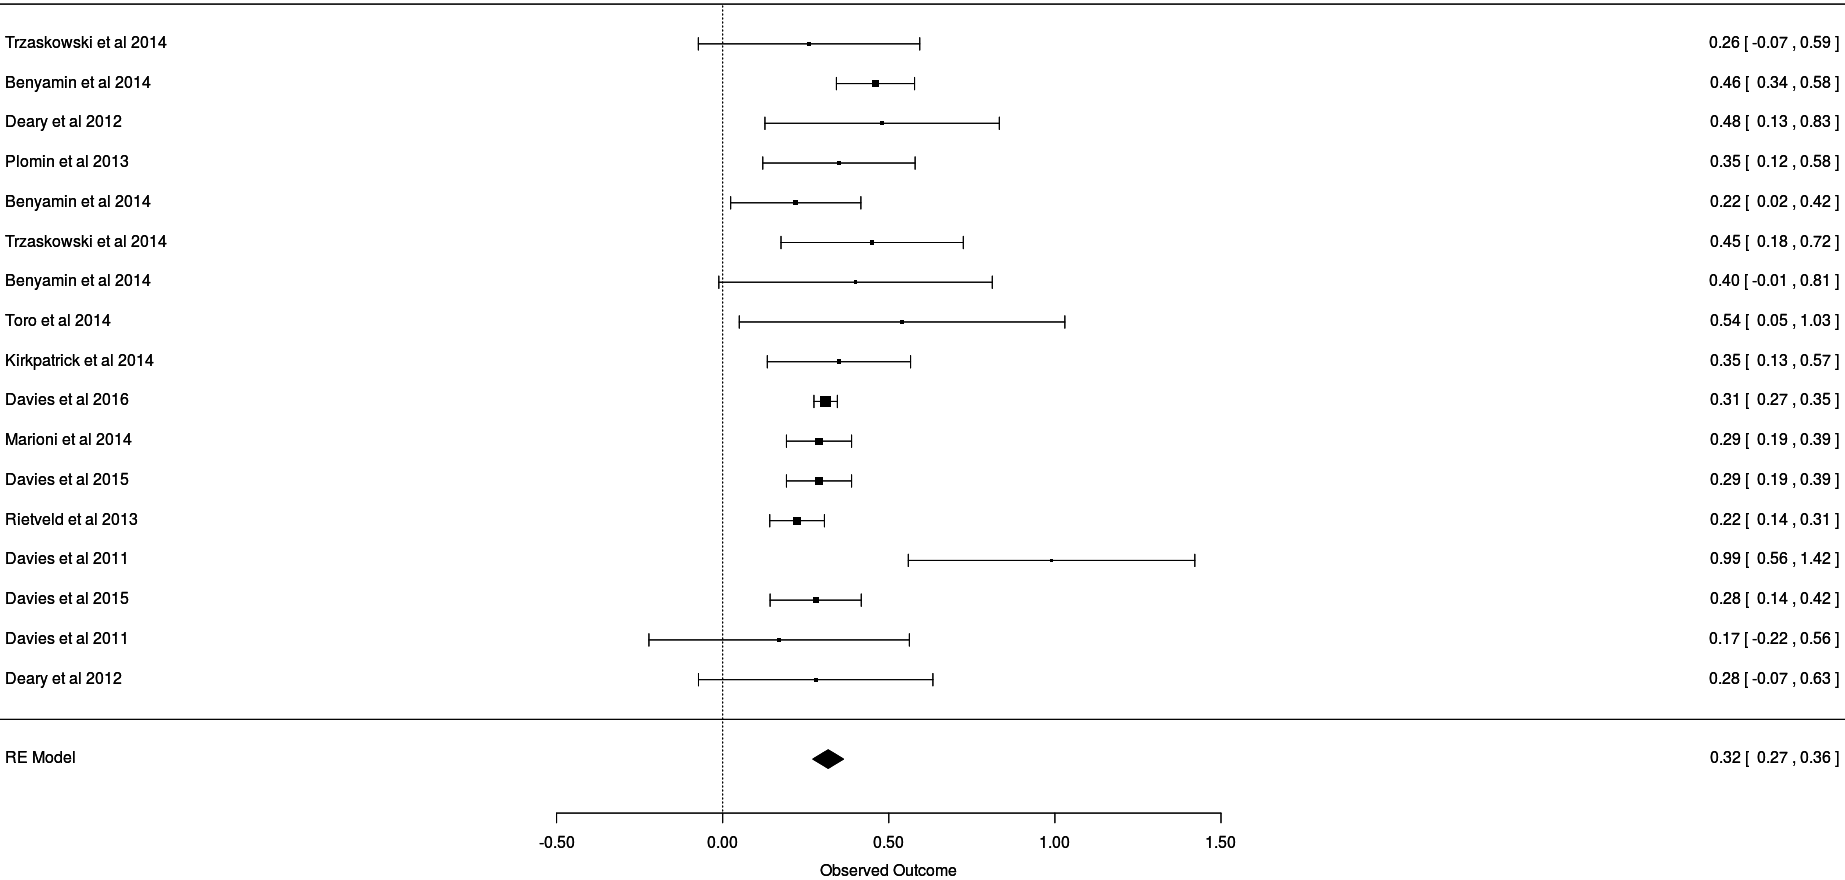 Trzaskowski et al 2014 0.26 [ -0.07 , 0.59 ]
Benyamin et al 2014 0.46 [ 0.34 , 0.58 ]
Deary et al 2012 0.48 [ 0.13 , 0.83 ]
Plomin et al 2013 0.35 [ 0.12 , 0.58 ]
Benyamin et al 2014 0.22 [ 0.02 , 0.42 ]
Trzaskowski et al 2014 0.45 [ 0.18 , 0.72 ]
Benyamin et al 2014 0.40 [ -0.01 , 0.81 ]
Toro et al 2014 0.54 [ 0.05 , 1.03 ]
Kirkpatrick et al 2014 0.35 [ 0.13 , 0.57 ]
Davies et al 2016 0.31 [ 0.27 , 0.35 ]
Marioni et al 2014 0.29 [ 0.19 , 0.39 ]
Davies et al 2015 0.29 [ 0.19 , 0.39 ]
Rietveld et al 2013 0.22 [ 0.14 , 0.31 ]
Davies et al 2011 0.99 [ 0.56 , 1.42 ]
Davies et al 2015 0.28 [ 0.14 , 0.42 ]
Davies et al 2011 0.17 [ -0.22 , 0.56 ]
Deary et al 2012 0.28 [ -0.07 , 0.63 ]
RE Model 0.32 [ 0.27 , 0.36 ]
-0.50 0.00 0.50 1.00 1.50
Observed Outcome